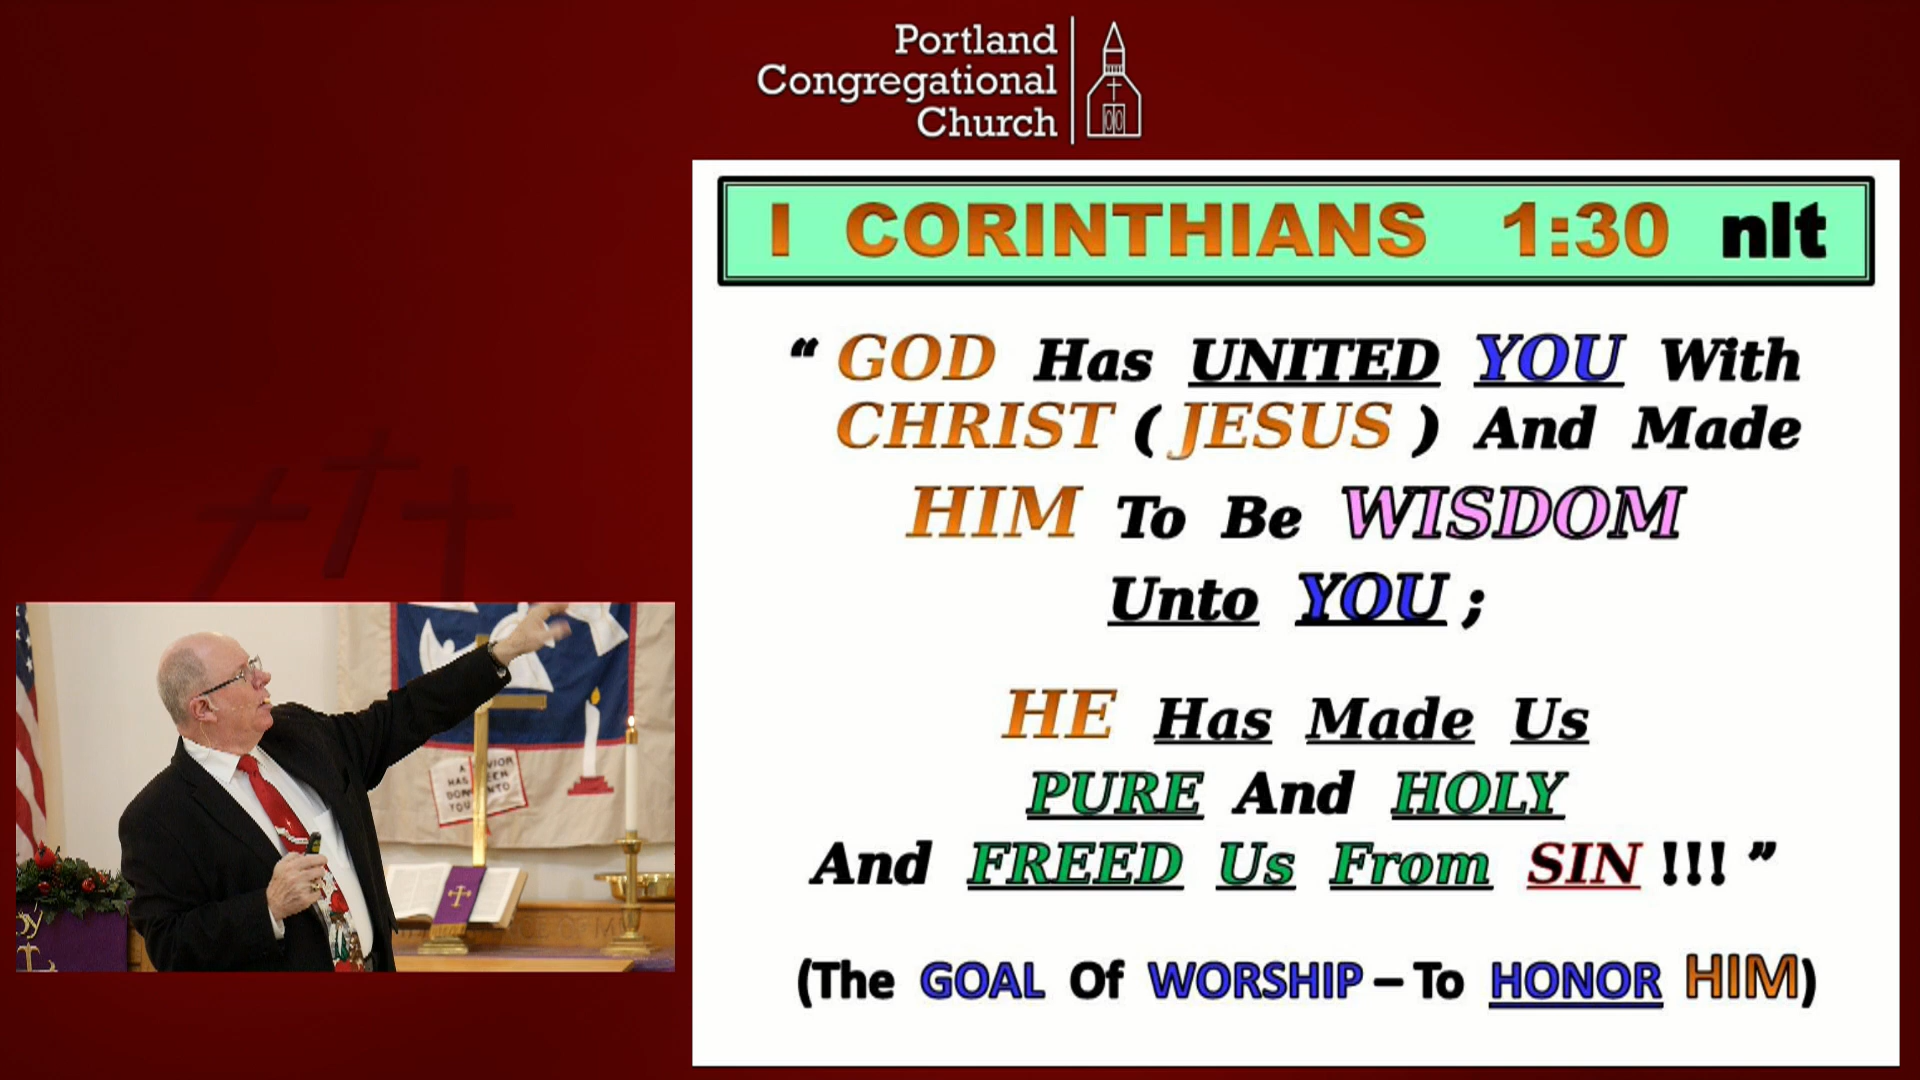 Portland
Congregational
Church
I CORINTHIANS 1:30 nlt
“ GOD Has UNITED YOU With
CHRIST ( JESUS ) And Made
HIM To Be WISDOM
Unto YOU ;
HE Has Made Us
PURE And HOLY
And FREED Us From SIN !!! ”
(The GOAL Of WORSHIP – To HONOR HIM)
HAS BEEN